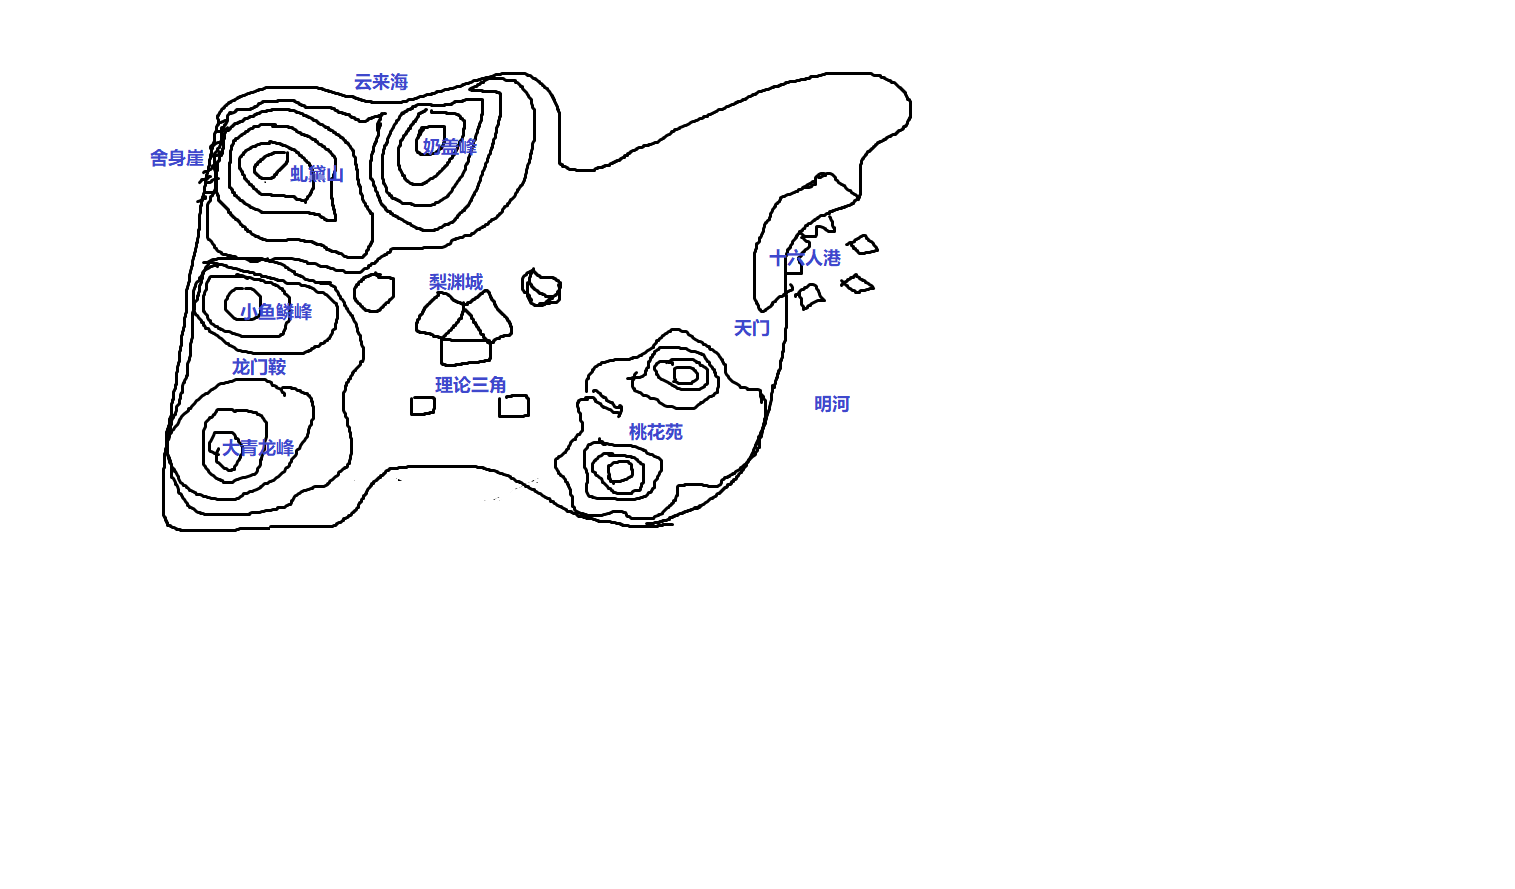 云来海
奶盖峰
舍身崖
虬黛山
十六人港
梨渊城
小鱼鳞峰
天门
龙门鞍
理论三角
明河
桃花苑
大青龙峰